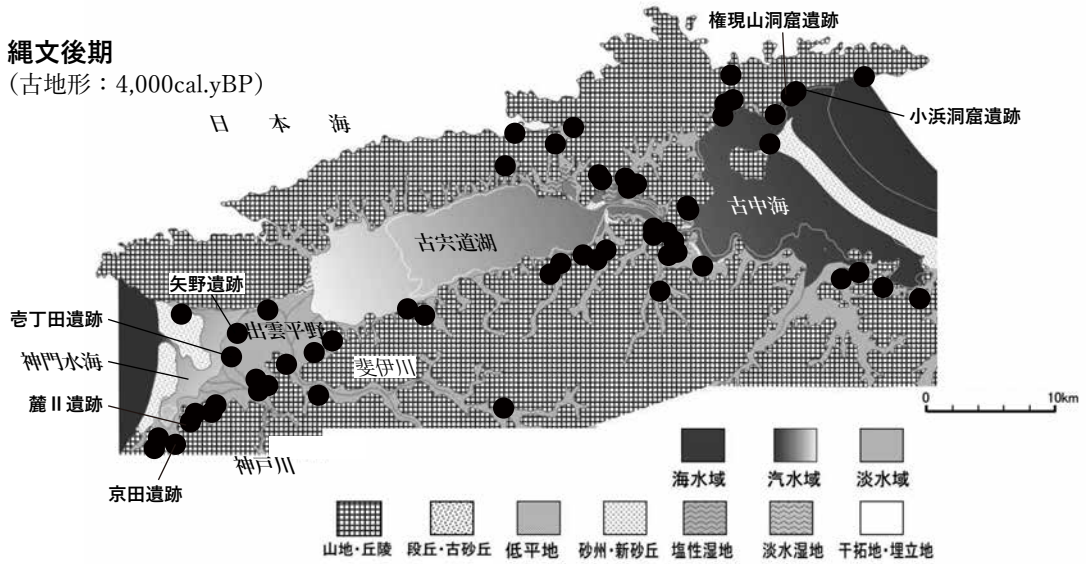 縄文後期
(古地形：4,000cal.yBP)
権現山洞窟遺跡
小浜洞窟遺跡
日本海
古中海
古宍道湖
矢野遺跡
壱丁田遺跡
出雲平野
神門水海
斐伊川
麓Ⅱ遺跡
神戸川
京田遺跡
0 10km
海水域 汽水域 淡水域
山地・丘陵 段丘・古砂丘 低平地 砂州・新砂丘 塩性湿地 淡水湿地 干拓地・埋立地